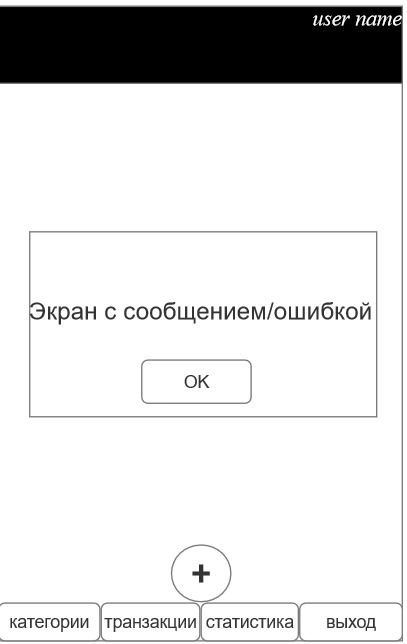 user name
Экран с сообщением/ошибкой
OK
+
категории транзакции статистика выход